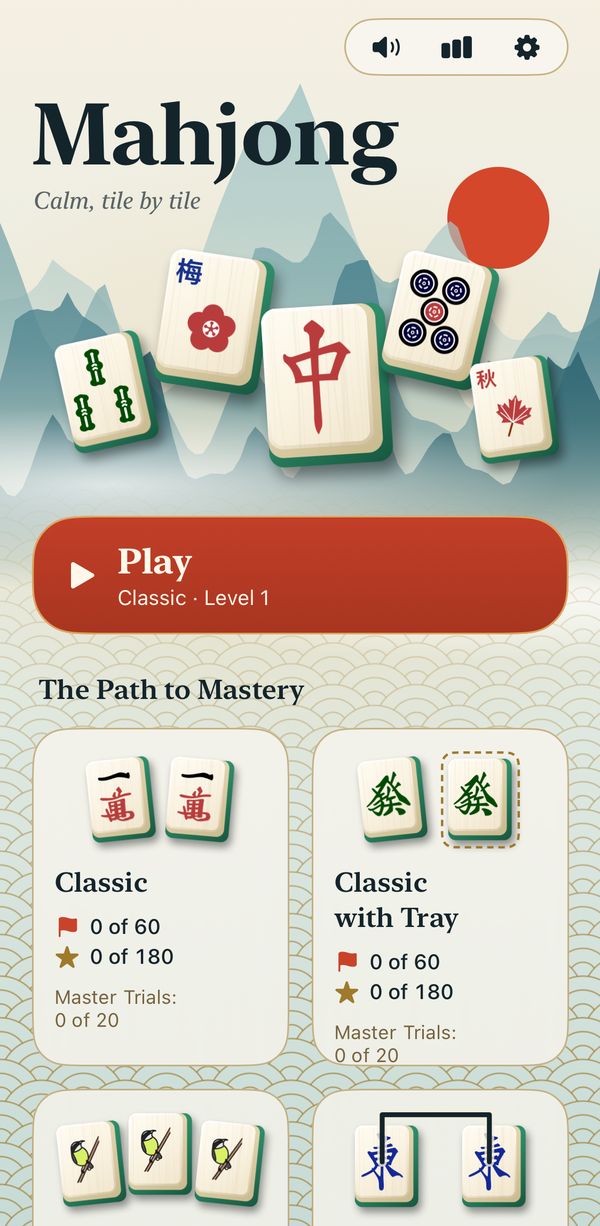 Mahjong
Calm, tile by tile
梅
中
秋
Play
Classic · Level 1
The Path to Mastery
一 一
萬 萬
Classic
0 of 60
0 of 180
Master Trials:
0 of 20
發 發
Classic
with Tray
0 of 60
0 of 180
Master Trials:
0 of 20
東 東